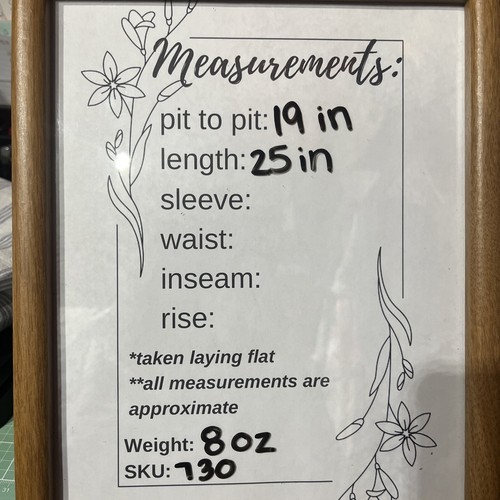 Measurements:
pit to pit: 19 in
length: 25 in
sleeve:
waist:
inseam:
rise:
*taken laying flat
**all measurements are
approximate
Weight: 8 oz
SKU: 730